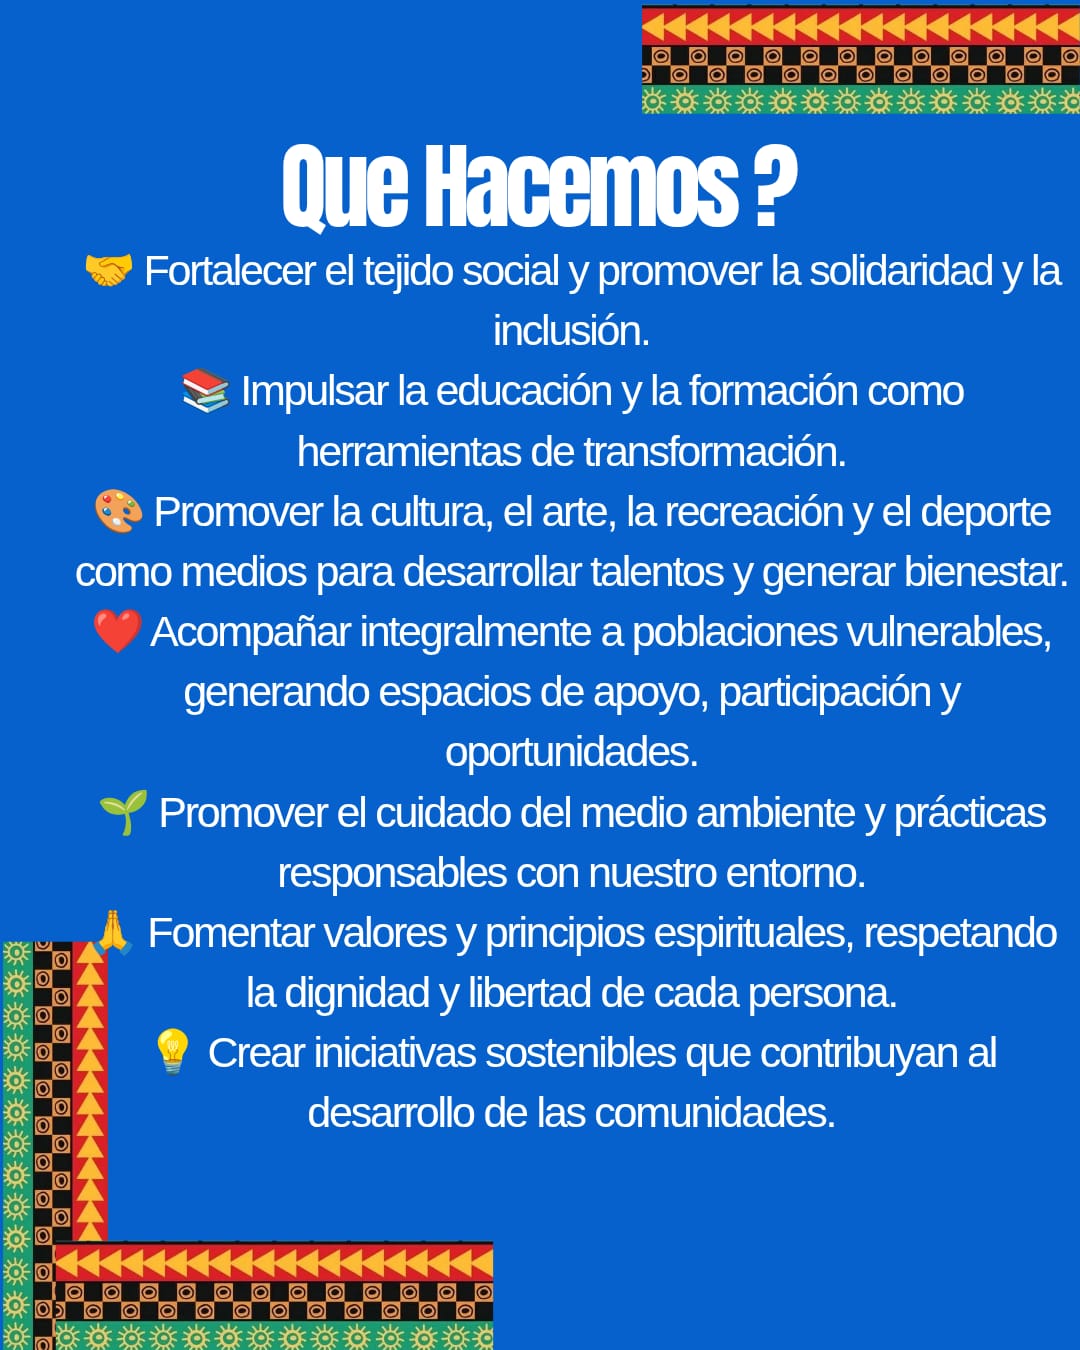 Que Hacemos ?
🤝 Fortalecer el tejido social y promover la solidaridad y la
inclusión.
📚 Impulsar la educación y la formación como
herramientas de transformación.
🎨 Promover la cultura, el arte, la recreación y el deporte
como medios para desarrollar talentos y generar bienestar.
❤️ Acompañar integralmente a poblaciones vulnerables,
generando espacios de apoyo, participación y
oportunidades.
🌱 Promover el cuidado del medio ambiente y prácticas
responsables con nuestro entorno.
🙏 Fomentar valores y principios espirituales, respetando
la dignidad y libertad de cada persona.
💡 Crear iniciativas sostenibles que contribuyan al
desarrollo de las comunidades.